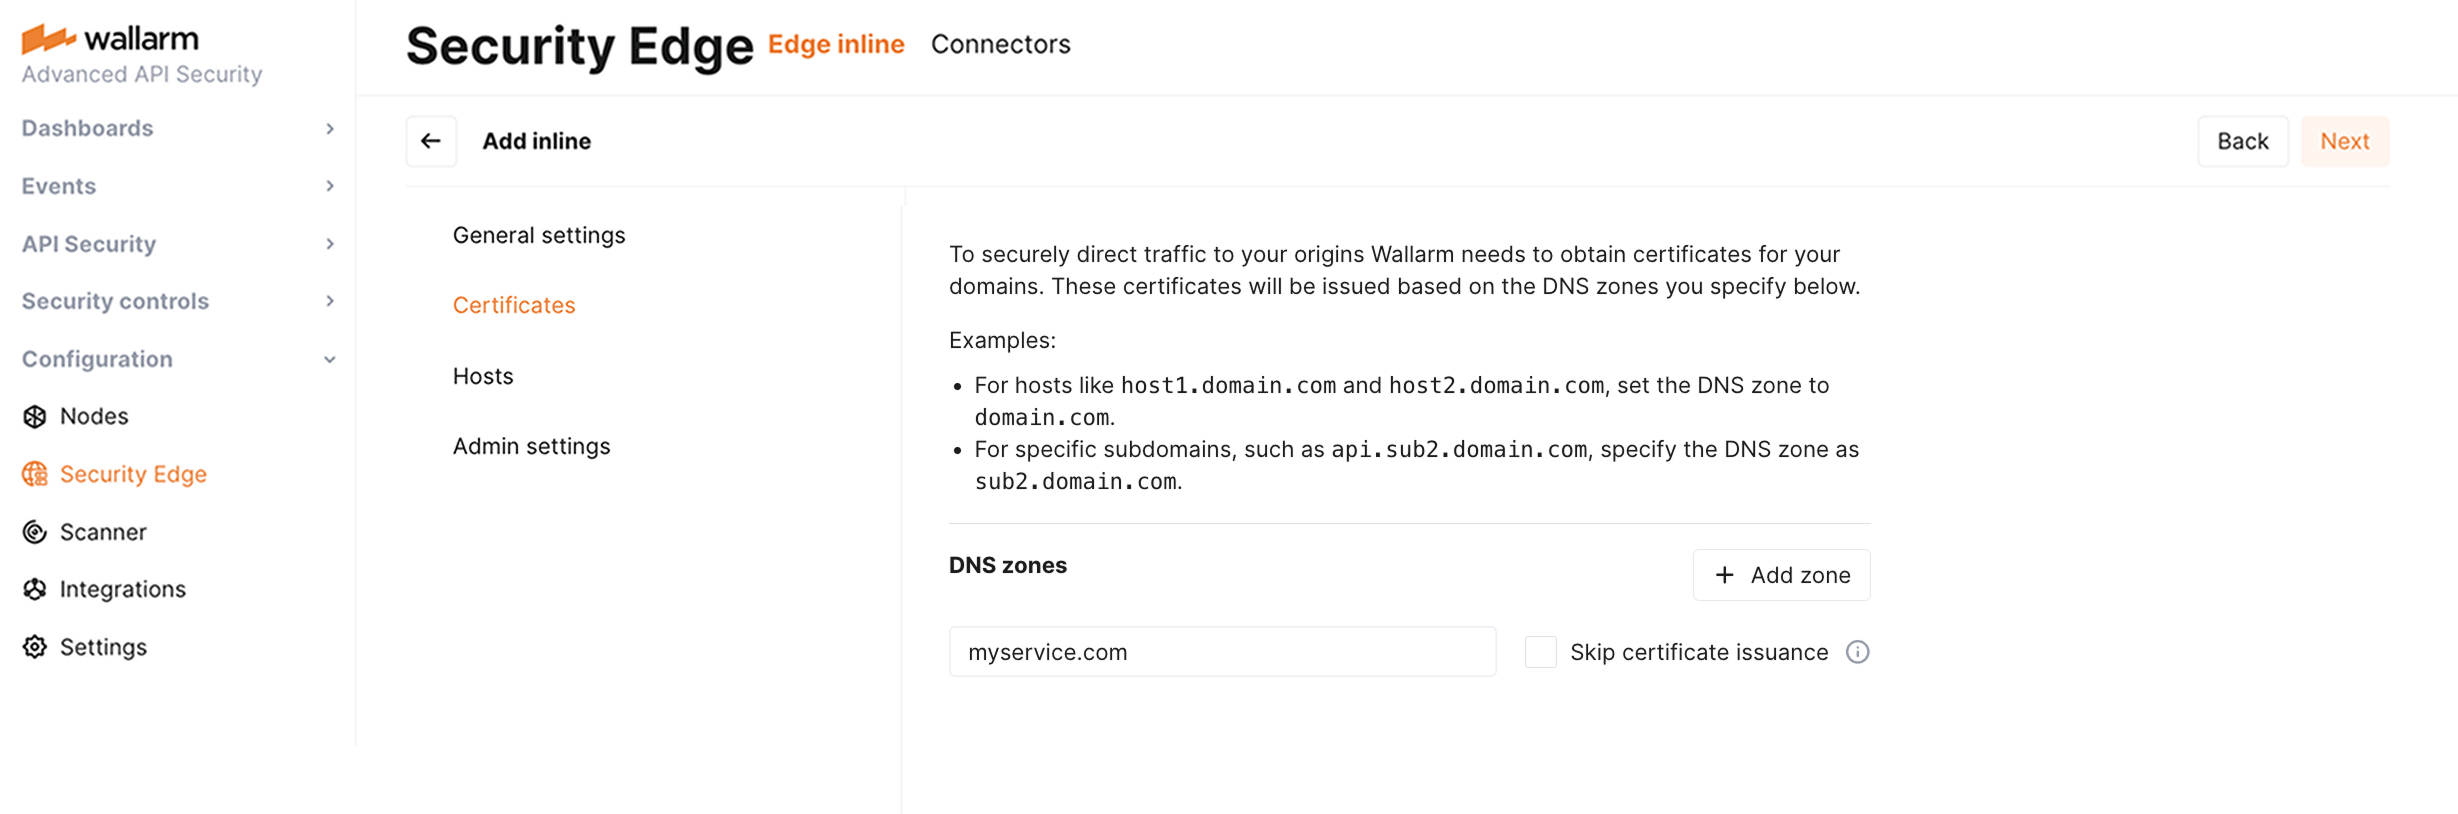 wallarm
Advanced API Security
Dashboards
Events
API Security
Security controls
Configuration
Nodes
Security Edge
Scanner
Integrations
Settings
Security Edge Edge inline Connectors
Add inline
Back Next
General settings
Certificates
Hosts
Admin settings
To securely direct traffic to your origins Wallarm needs to obtain certificates for your
domains. These certificates will be issued based on the DNS zones you specify below.
Examples:
• For hosts like host1.domain.com and host2.domain.com, set the DNS zone to
domain.com.
• For specific subdomains, such as api.sub2.domain.com, specify the DNS zone as
sub2.domain.com.
DNS zones
+ Add zone
myservice.com
Skip certificate issuance